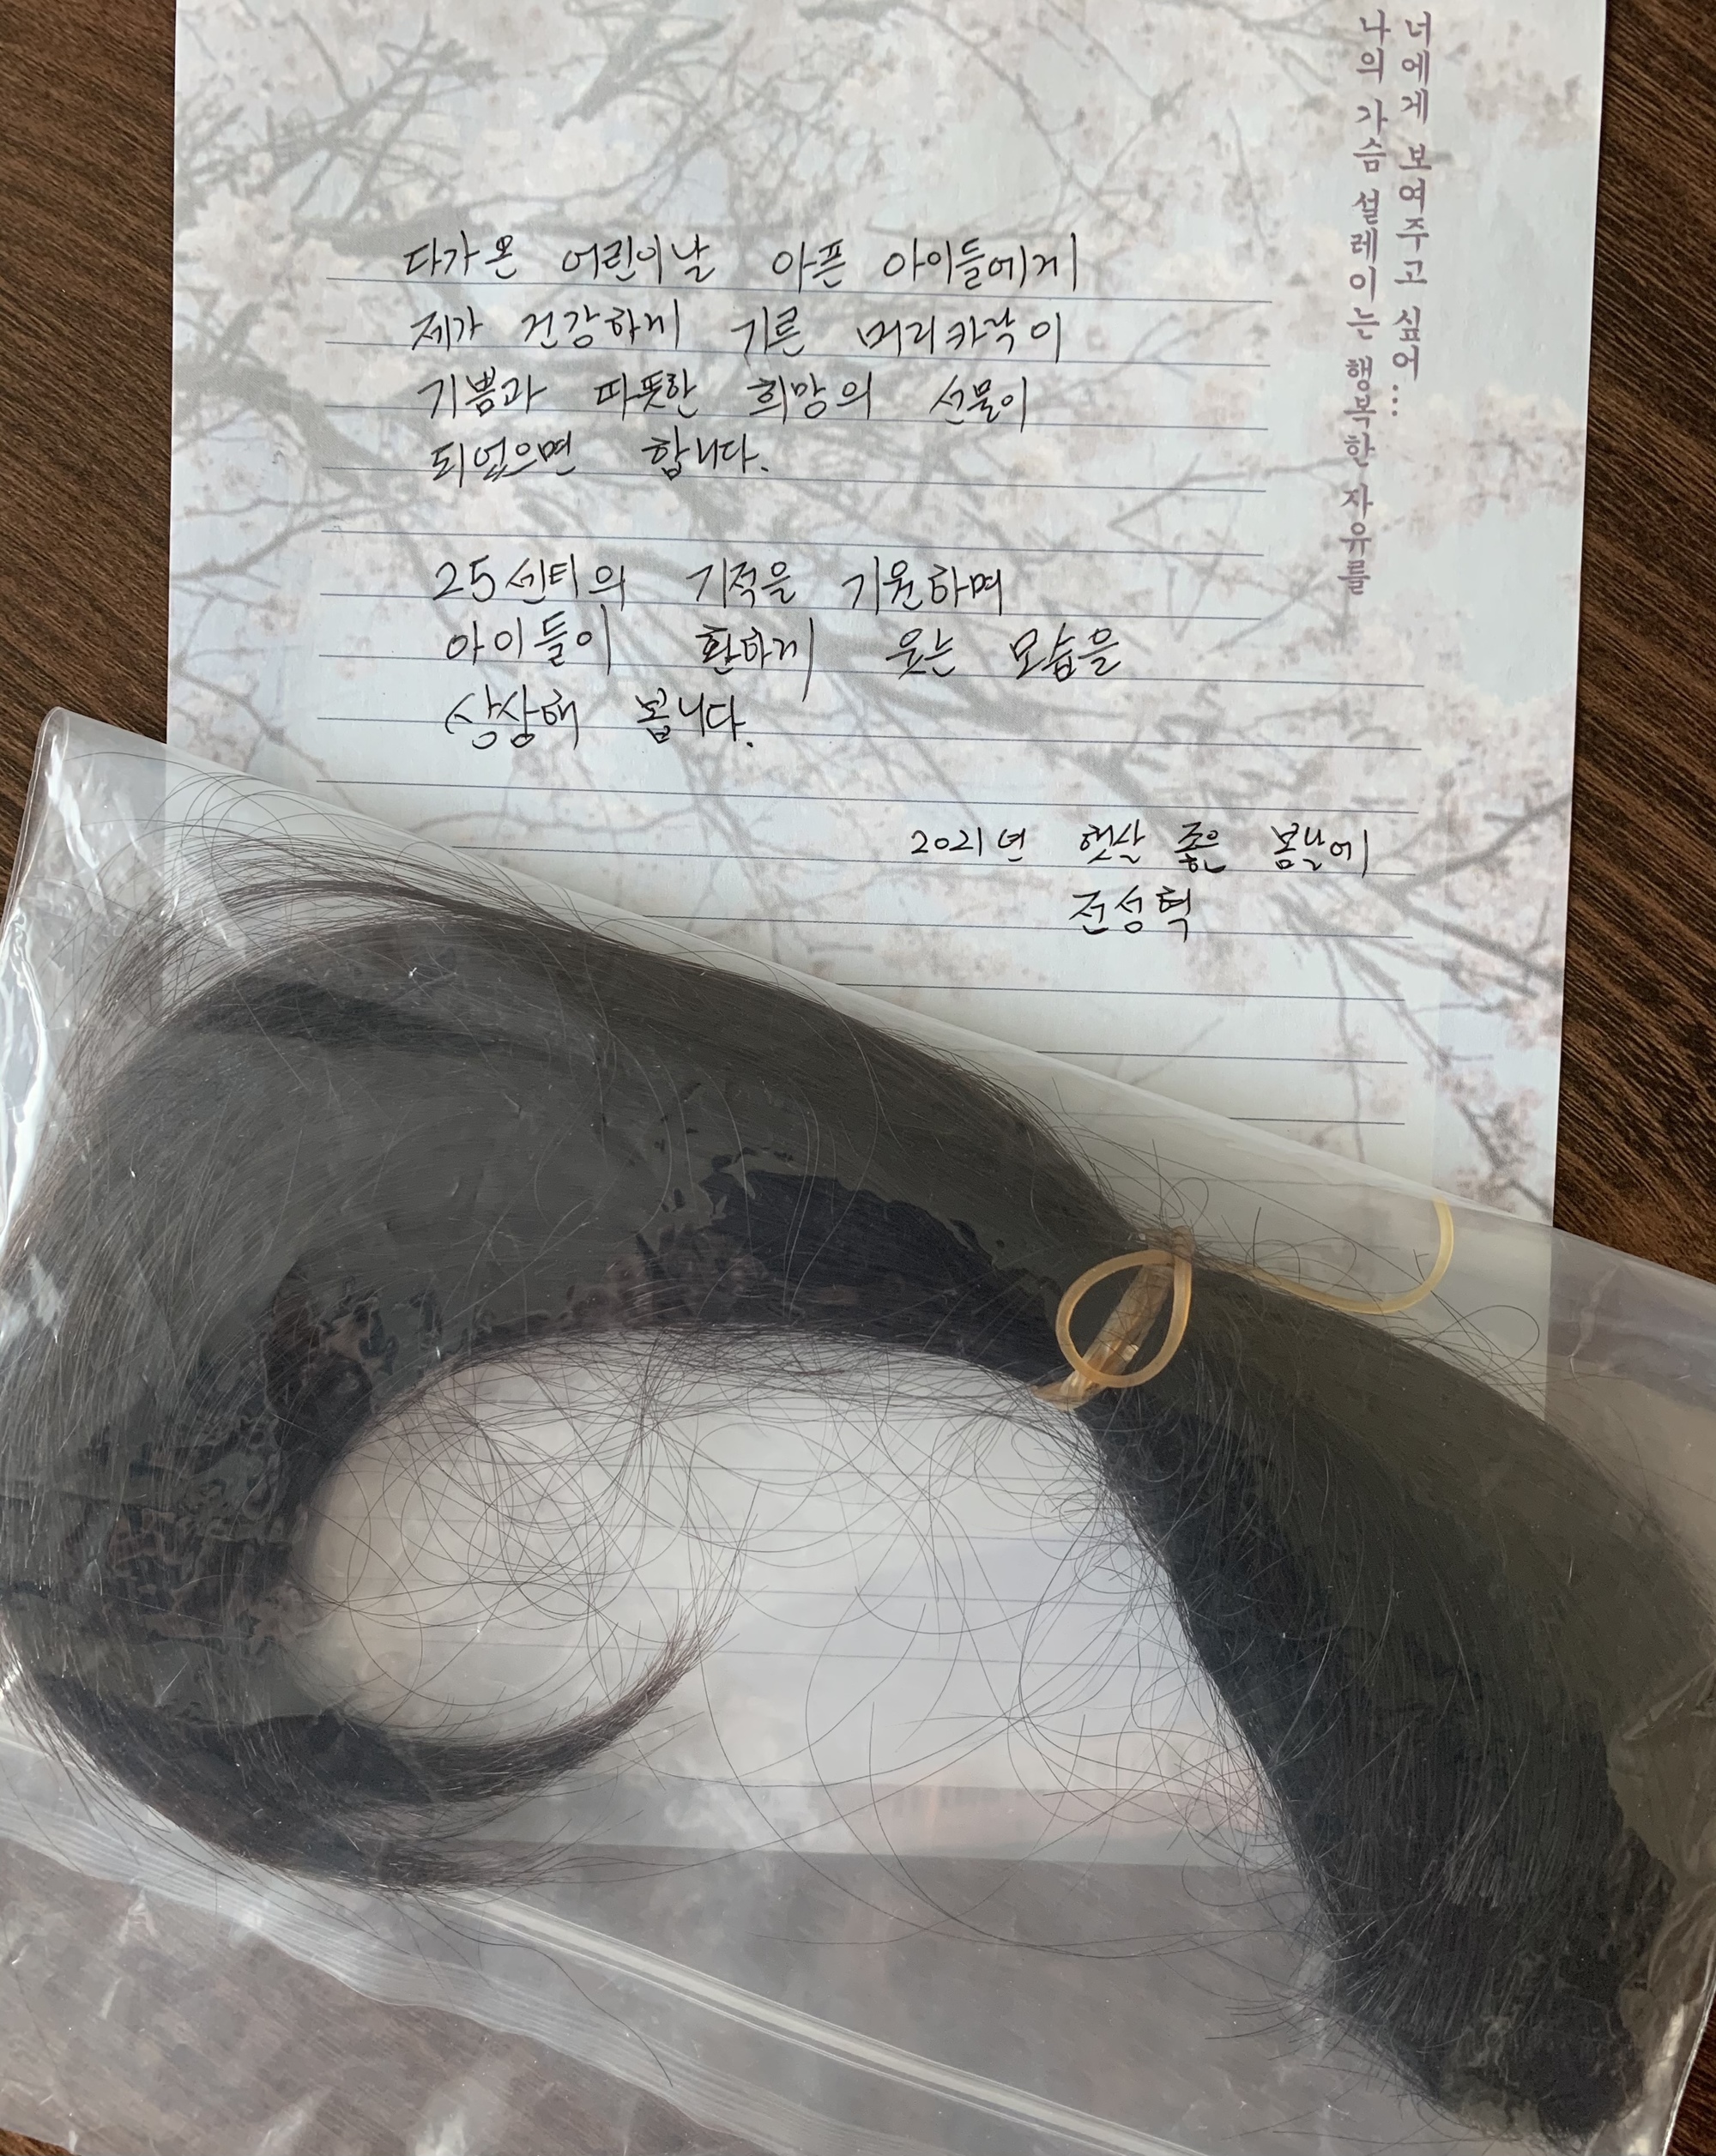 너에게 보여주고 싶어...
나의 가슴 설레이는 행복한 자유를
다가온 어린이날 아픈 아이들에게
제가 건강하게 기른 머리카락이
기쁨과 따뜻한 희망의 선물이
되었으면 합니다.
25센티의 기적을 기원하며
아이들이 환하게 웃는 모습을
상상해 봅니다.
2021년 햇살 좋은 봄날에
전성혁